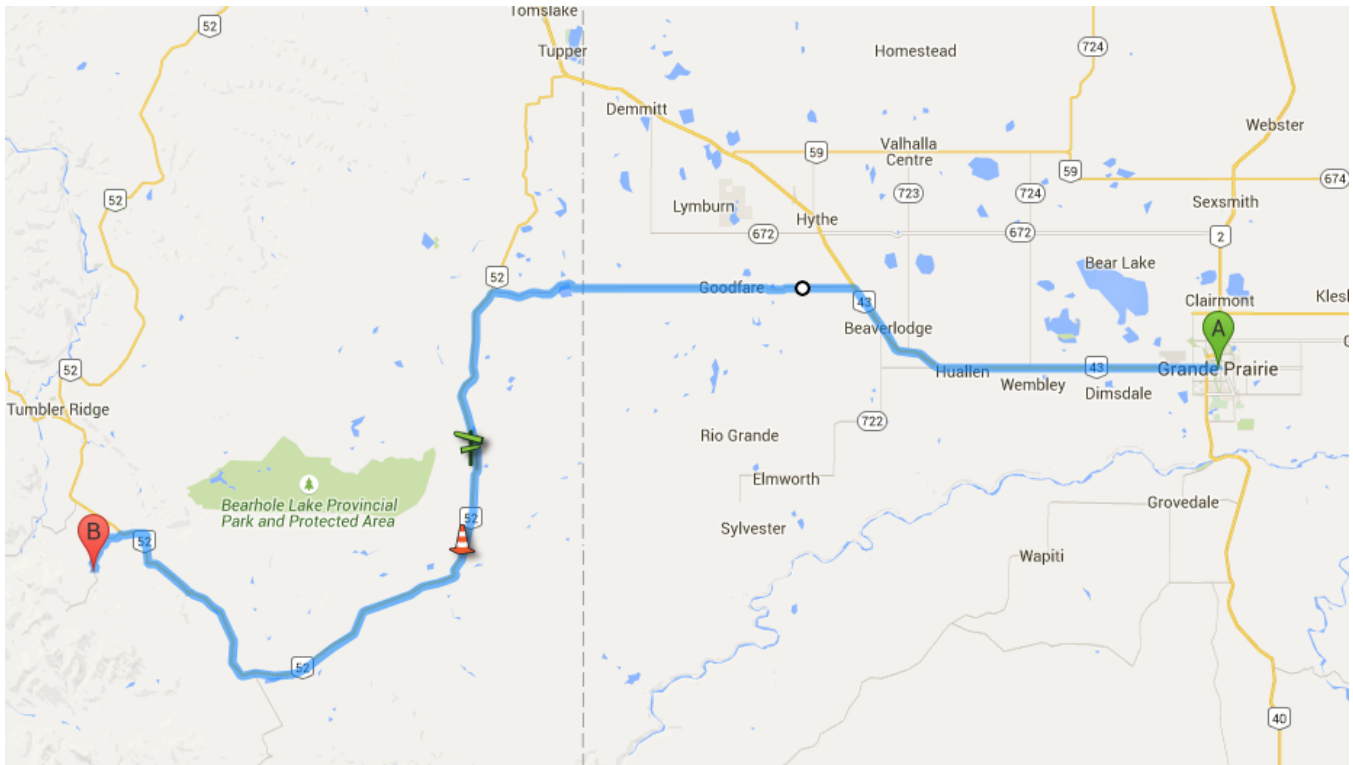 Tomslake
52
Tupper
724
Homestead
Demmitt
Webster
Valhalla
Centre
59
59
674
52
723
724
Sexsmith
Lymburn
Hythe
672
672
2
Bear Lake
52
Goodfare
43
Clairmont
Beaverlodge
A
52
Huallen
43
Grande Prairie
Wembley
Dimsdale
Tumbler Ridge
722
Rio Grande
Elmworth
Bearhole Lake Provincial
Park and Protected Area
Grovedale
52
Sylvester
B
52
Wapiti
52
40